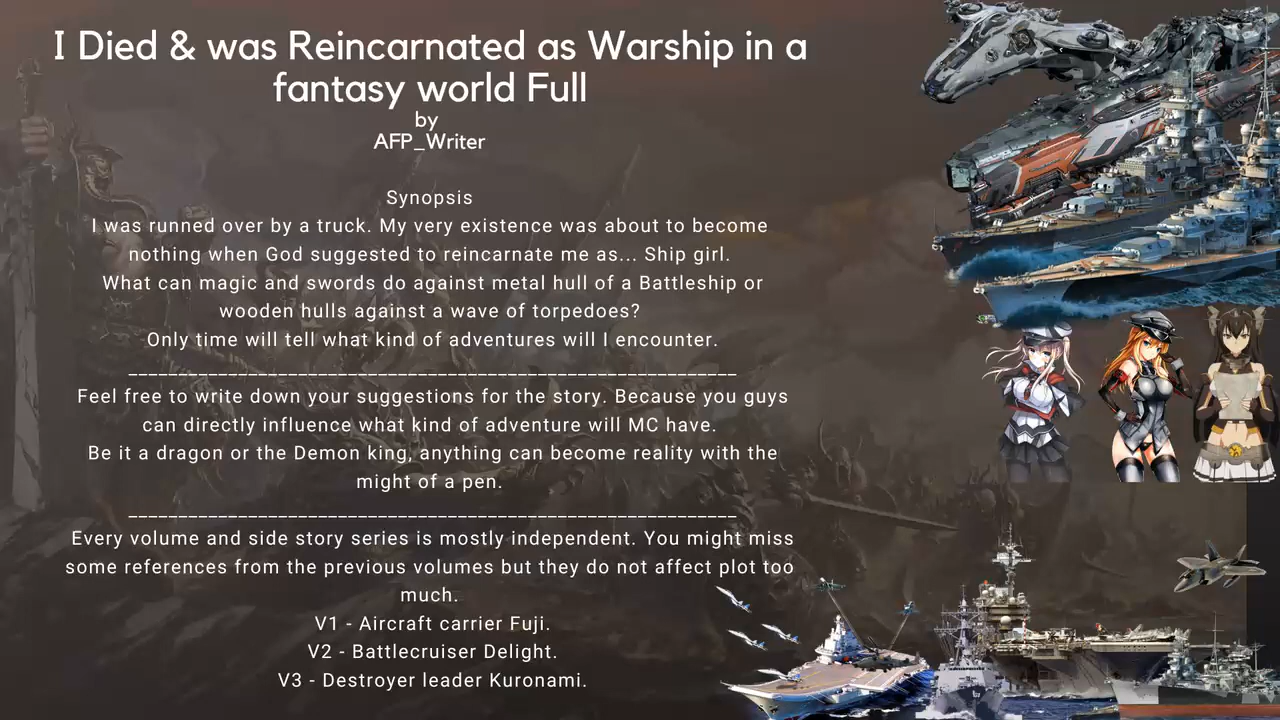 I Died & was Reincarnated as Warship in a
fantasy world Full
by
AFP_Writer
Synopsis
I was runned over by a truck. My very existence was about to become
nothing when God suggested to reincarnate me as... Ship girl.
What can magic and swords do against metal hull of a Battleship or
wooden hulls against a wave of torpedoes?
Only time will tell what kind of adventures will I encounter.
_____________________________________________________________
Feel free to write down your suggestions for the story. Because you guys
can directly influence what kind of adventure will MC have.
Be it a dragon or the Demon king, anything can become reality with the
might of a pen.
_____________________________________________________________
Every volume and side story series is mostly independent. You might miss
some references from the previous volumes but they do not affect plot too
much.
V1 - Aircraft carrier Fuji.
V2 - Battlecruiser Delight.
V3 - Destroyer leader Kuronami.